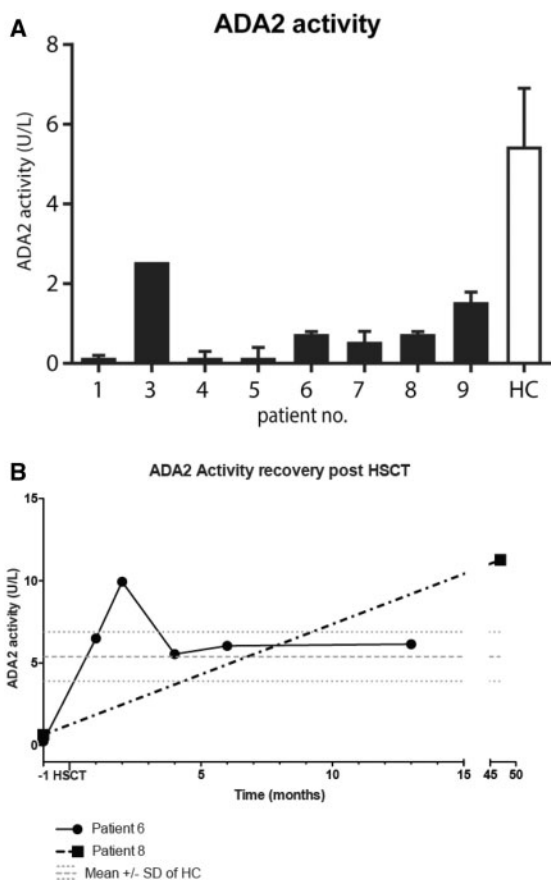 A
ADA2 activity
ADA2 activity (U/L)
8
6
4
2
0
1 3 4 5 6 7 8 9 HC
patient no.
B
ADA2 Activity recovery post HSCT
ADA2 activity (U/L)
15
10
5
0
-1 HSCT 5 10 15 45 50
Time (months)
Patient 6
Patient 8
Mean +/- SD of HC